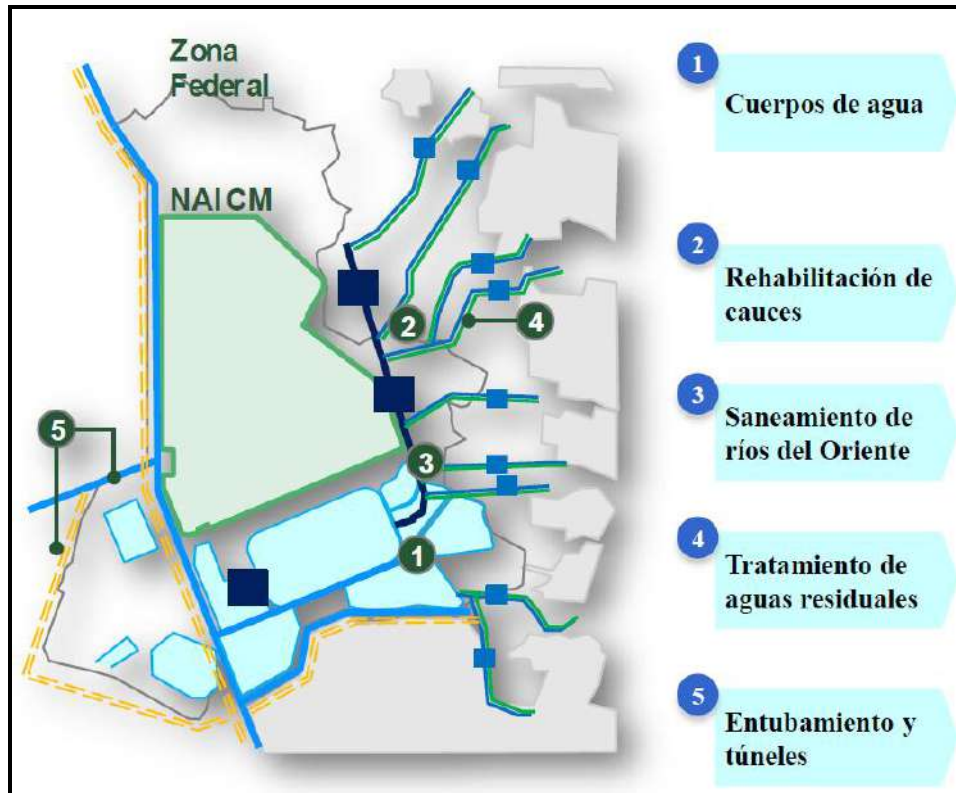 Zona
Federal
NAICM
2
4
5
3
1
1
Cuerpos de agua
2
Rehabilitación de
cauces
3
Saneamiento de
ríos del Oriente
4
Tratamiento de
aguas residuales
5
Entubamiento y
túneles